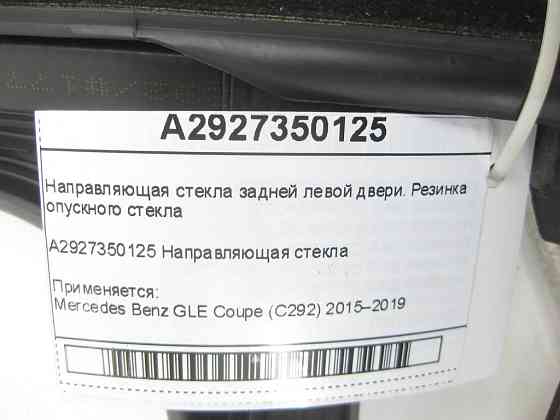 A2927350125
Направляющая стекла задней левой двери. Резинка
опускного стекла
A2927350125 Направляющая стекла
Применяется:
Mercedes Benz GLE Coupe (C292) 2015–2019